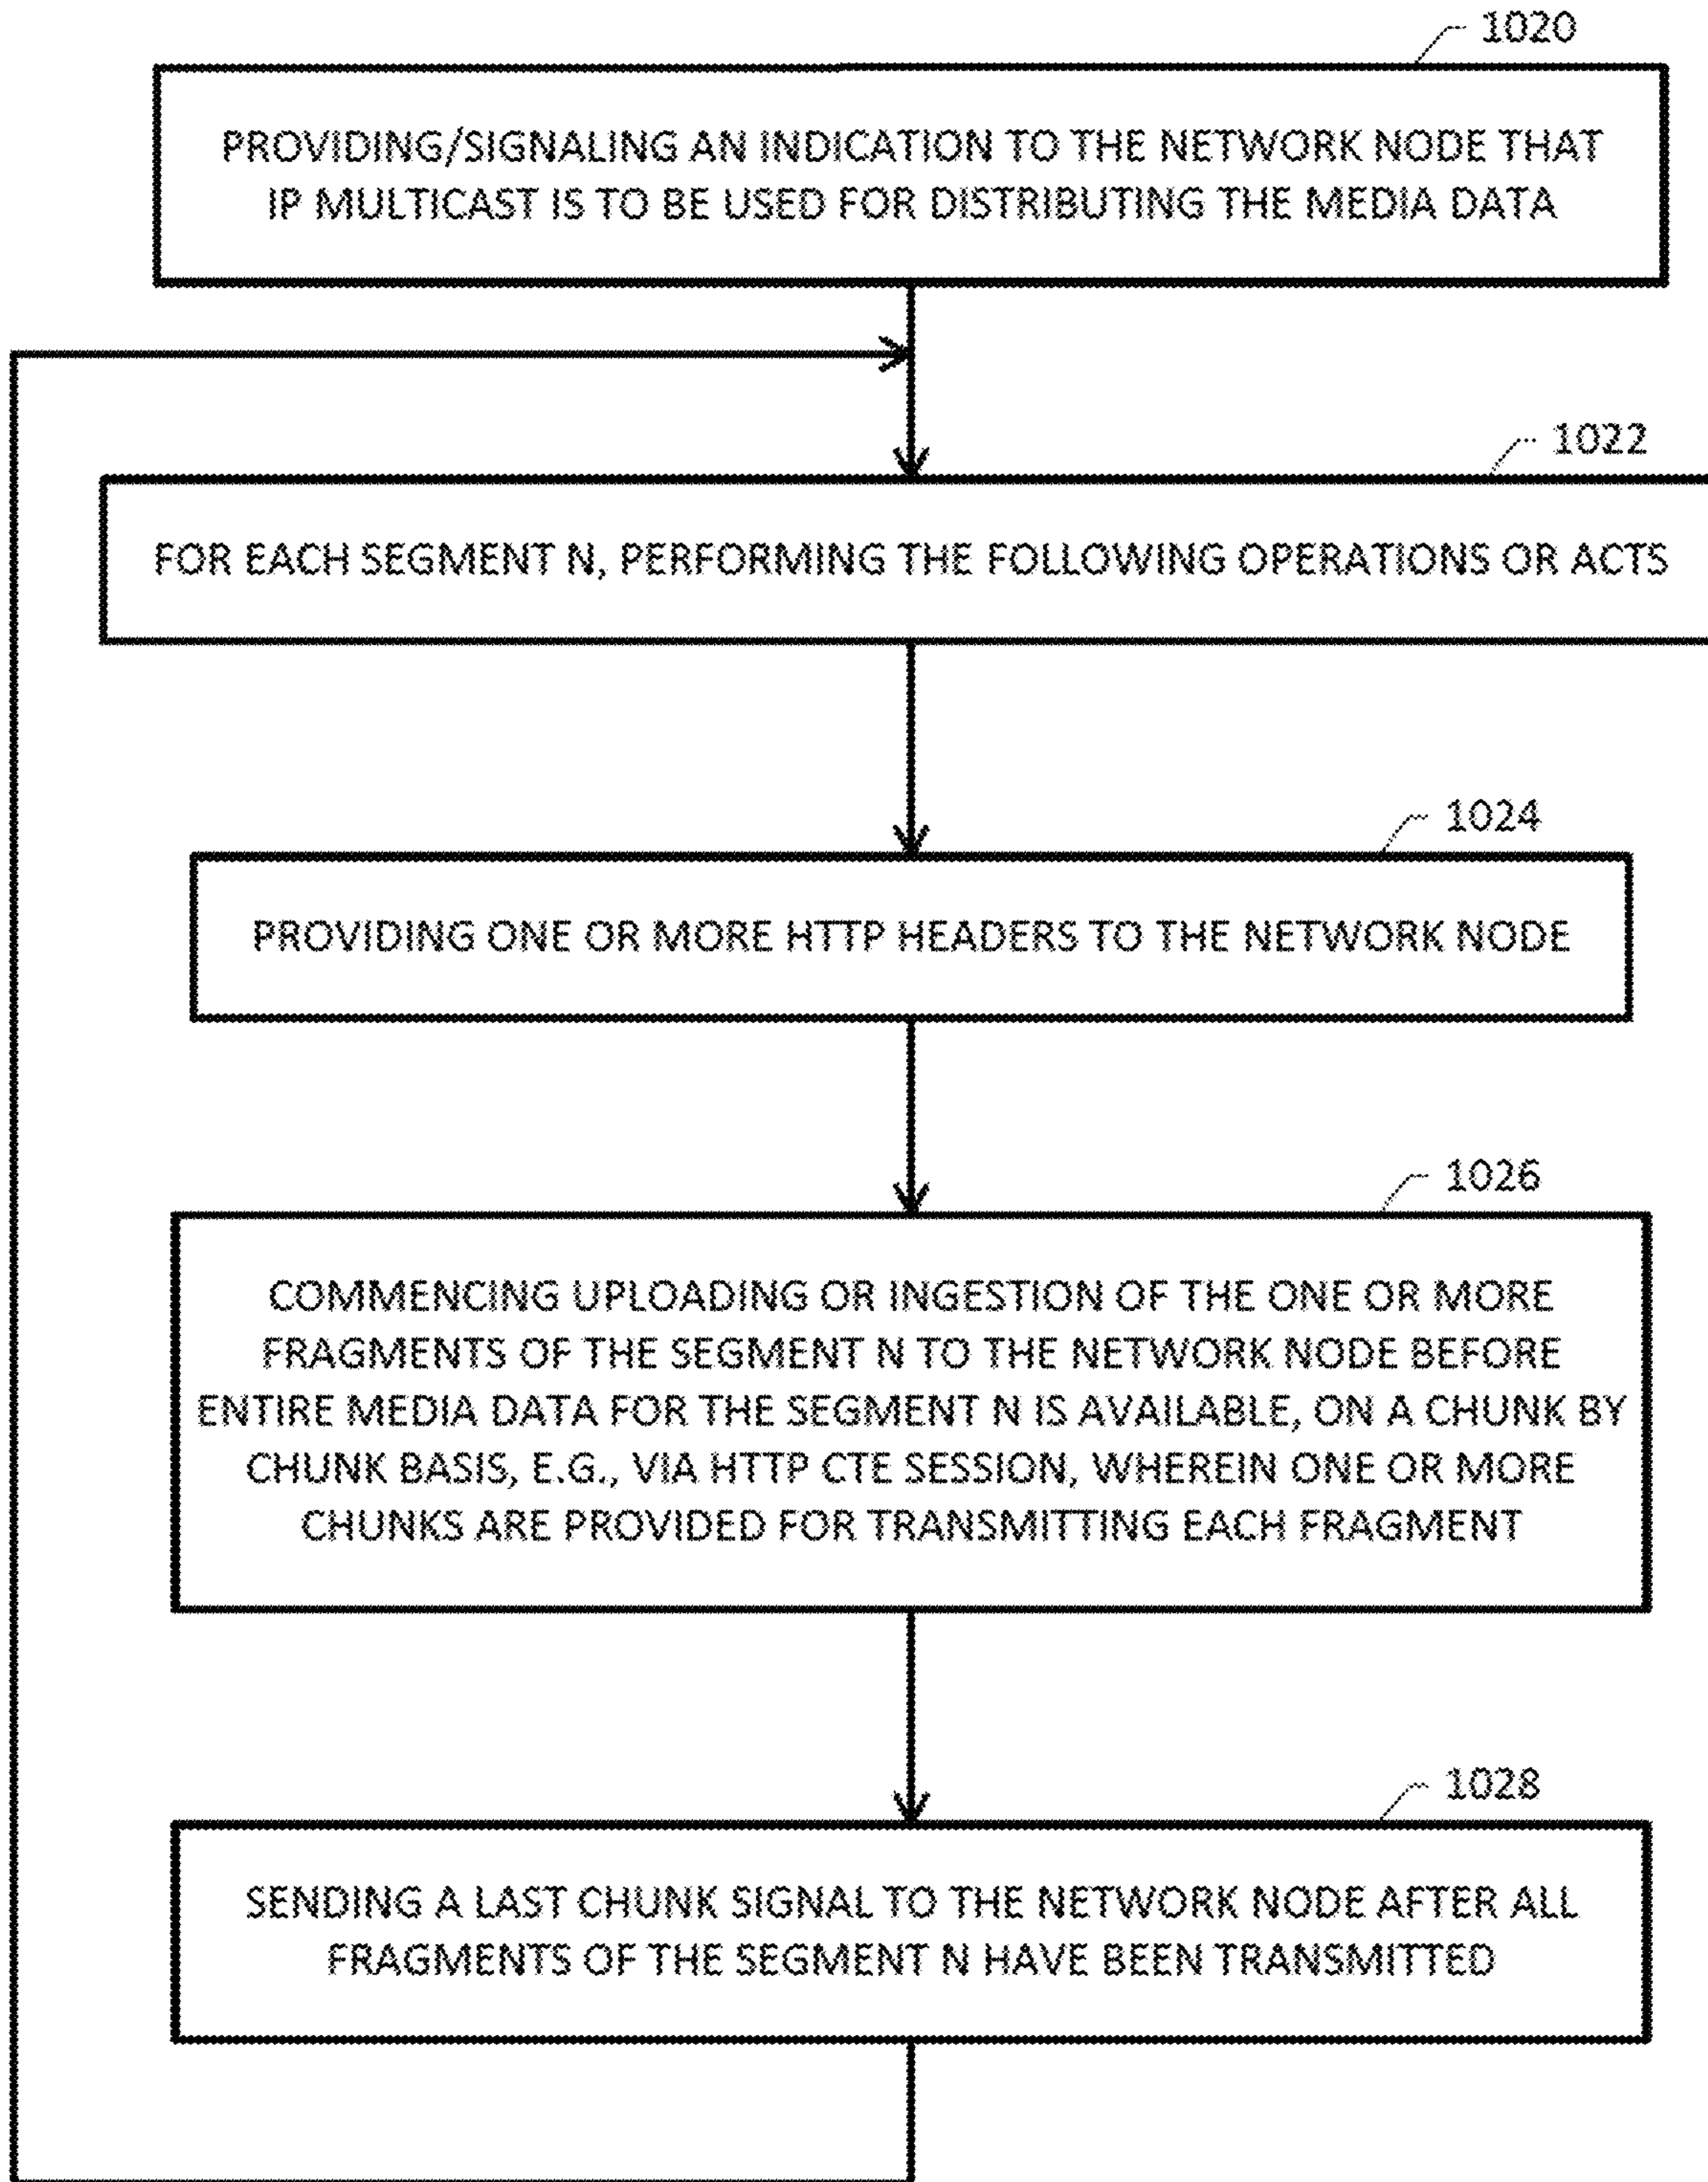 1020
PROVIDING/SIGNALING AN INDICATION TO THE NETWORK NODE THAT
IP MULTICAST IS TO BE USED FOR DISTRIBUTING THE MEDIA DATA
1022
FOR EACH SEGMENT N, PERFORMING THE FOLLOWING OPERATIONS OR ACTS
1024
PROVIDING ONE OR MORE HTTP HEADERS TO THE NETWORK NODE
1026
COMMENCING UPLOADING OR INGESTION OF THE ONE OR MORE
FRAGMENTS OF THE SEGMENT N TO THE NETWORK NODE BEFORE
ENTIRE MEDIA DATA FOR THE SEGMENT N IS AVAILABLE, ON A CHUNK BY
CHUNK BASIS, E.G., VIA HTTP CTE SESSION, WHEREIN ONE OR MORE
CHUNKS ARE PROVIDED FOR TRANSMITTING EACH FRAGMENT
1028
SENDING A LAST CHUNK SIGNAL TO THE NETWORK NODE AFTER ALL
FRAGMENTS OF THE SEGMENT N HAVE BEEN TRANSMITTED